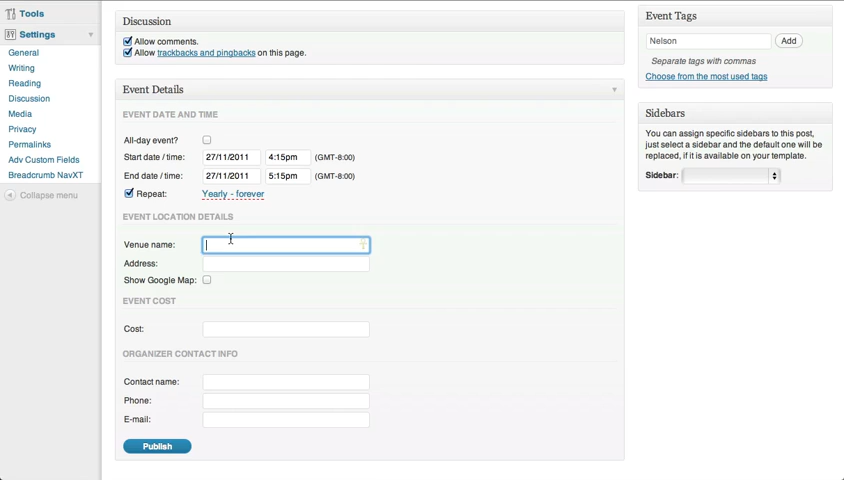 Tools
Settings
General
Writing
Reading
Discussion
Media
Privacy
Permalinks
Adv Custom Fields
Breadcrumb NavXT
Collapse menu
Discussion
Allow comments.
Allow trackbacks and pingbacks on this page.
Event Details
EVENT DATE AND TIME
All-day event?
Start date / time: 27/11/2011 4:15pm (GMT-8:00)
End date / time: 27/11/2011 5:15pm (GMT-8:00)
Repeat: Yearly - forever
EVENT LOCATION DETAILS
Venue name:
Address:
Show Google Map:
EVENT COST
Cost:
ORGANIZER CONTACT INFO
Contact name:
Phone:
E-mail:
Publish
Event Tags
Nelson Add
Separate tags with commas
Choose from the most used tags
Sidebars
You can assign specific sidebars to this post,
just select a sidebar and the default one will be
replaced, if it is available on your template.
Sidebar: